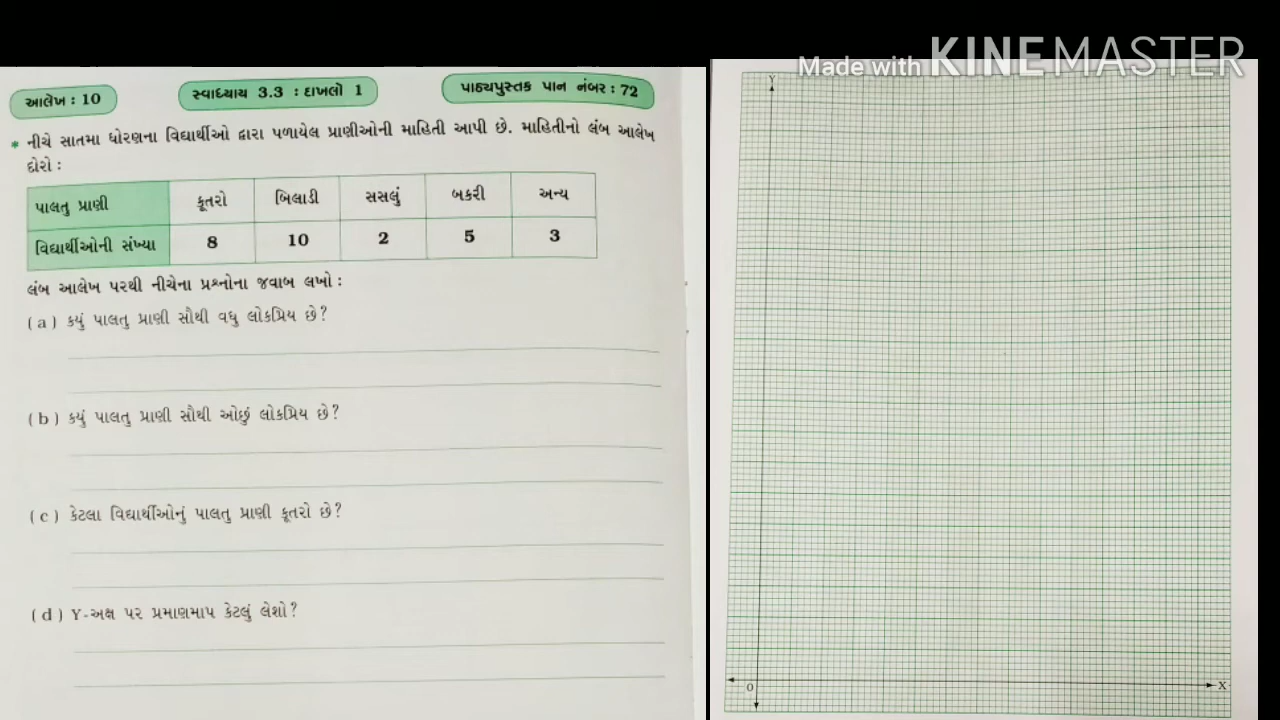 Made with KINEMASTER
આલેખ : 10
સ્વાધ્યાય 3.3 : દાખલો 1
પાઠ્યપુસ્તક પાન નંબર : 72
* નીચે સાતમા ધોરણના વિદ્યાર્થીઓ દ્વારા પળાયેલ પ્રાણીઓની માહિતી આપી છે. માહિતીનો લંબ આલેખ
દોરો :
પાલતુ પ્રાણી કૂતરો બિલાડી સસલું બકરી અન્ય
વિદ્યાર્થીઓની સંખ્યા 8 10 2 5 3
લંબ આલેખ પરથી નીચેના પ્રશ્નોના જવાબ લખો :
(a) કયું પાલતુ પ્રાણી સૌથી વધુ લોકપ્રિય છે?
(b) કયું પાલતુ પ્રાણી સૌથી ઓછું લોકપ્રિય છે?
(c) કેટલા વિદ્યાર્થીઓનું પાલતુ પ્રાણી કૂતરો છે?
(d) Y-અક્ષ પર પ્રમાણમાપ કેટલું લેશો?
Y
O
X